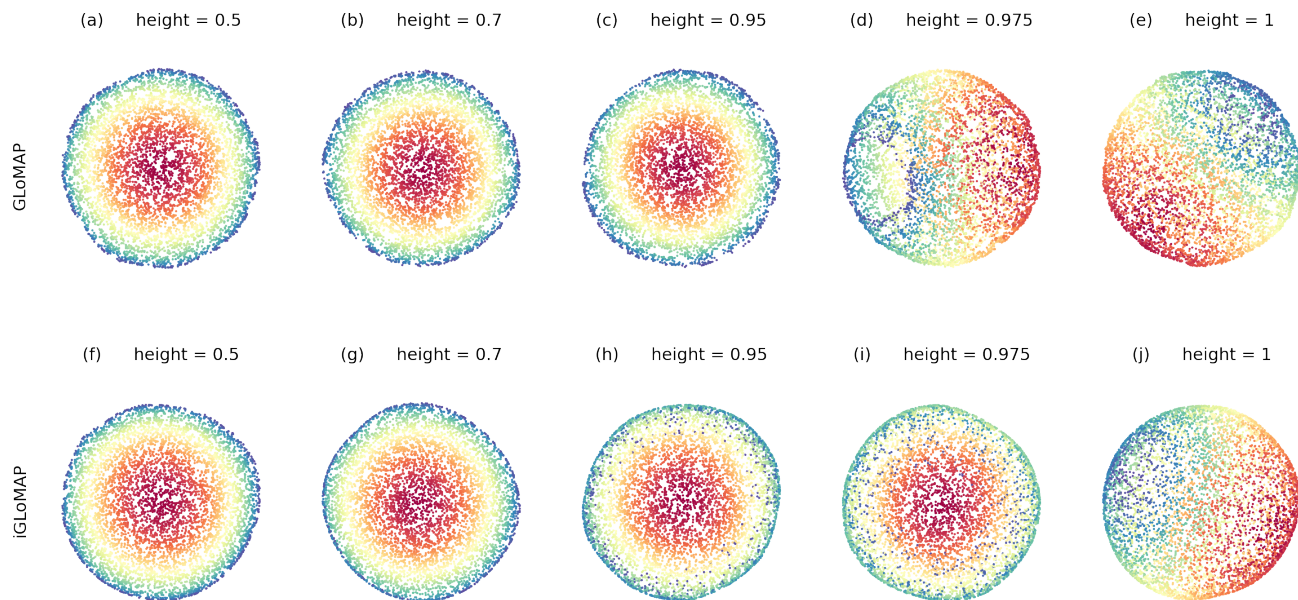 (a) height = 0.5
(b) height = 0.7
(c) height = 0.95
(d) height = 0.975
(e) height = 1
GLoMAP
(f) height = 0.5
(g) height = 0.7
(h) height = 0.95
(i) height = 0.975
(j) height = 1
iGLoMAP